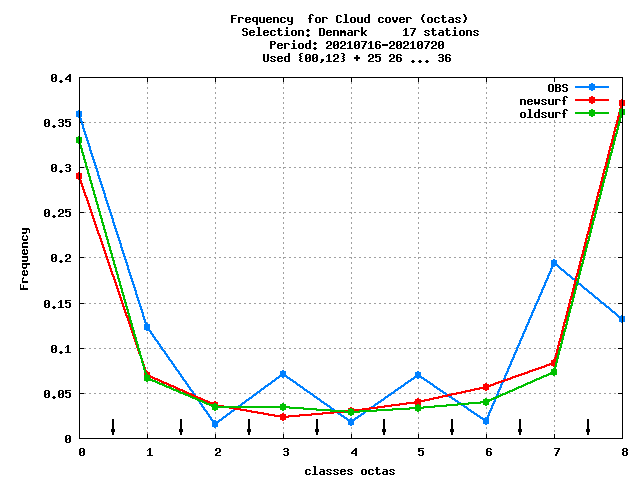 Frequency  for Cloud cover (octas)
Selection: Denmark     17 stations
Period: 20210716-20210720
Used {00,12} + 25 26 ... 36
OBS
newsurf
oldsurf
0.4
0.35
0.3
0.25
0.2
0.15
0.1
0.05
0
Frequency
0 1 2 3 4 5 6 7 8
classes octas